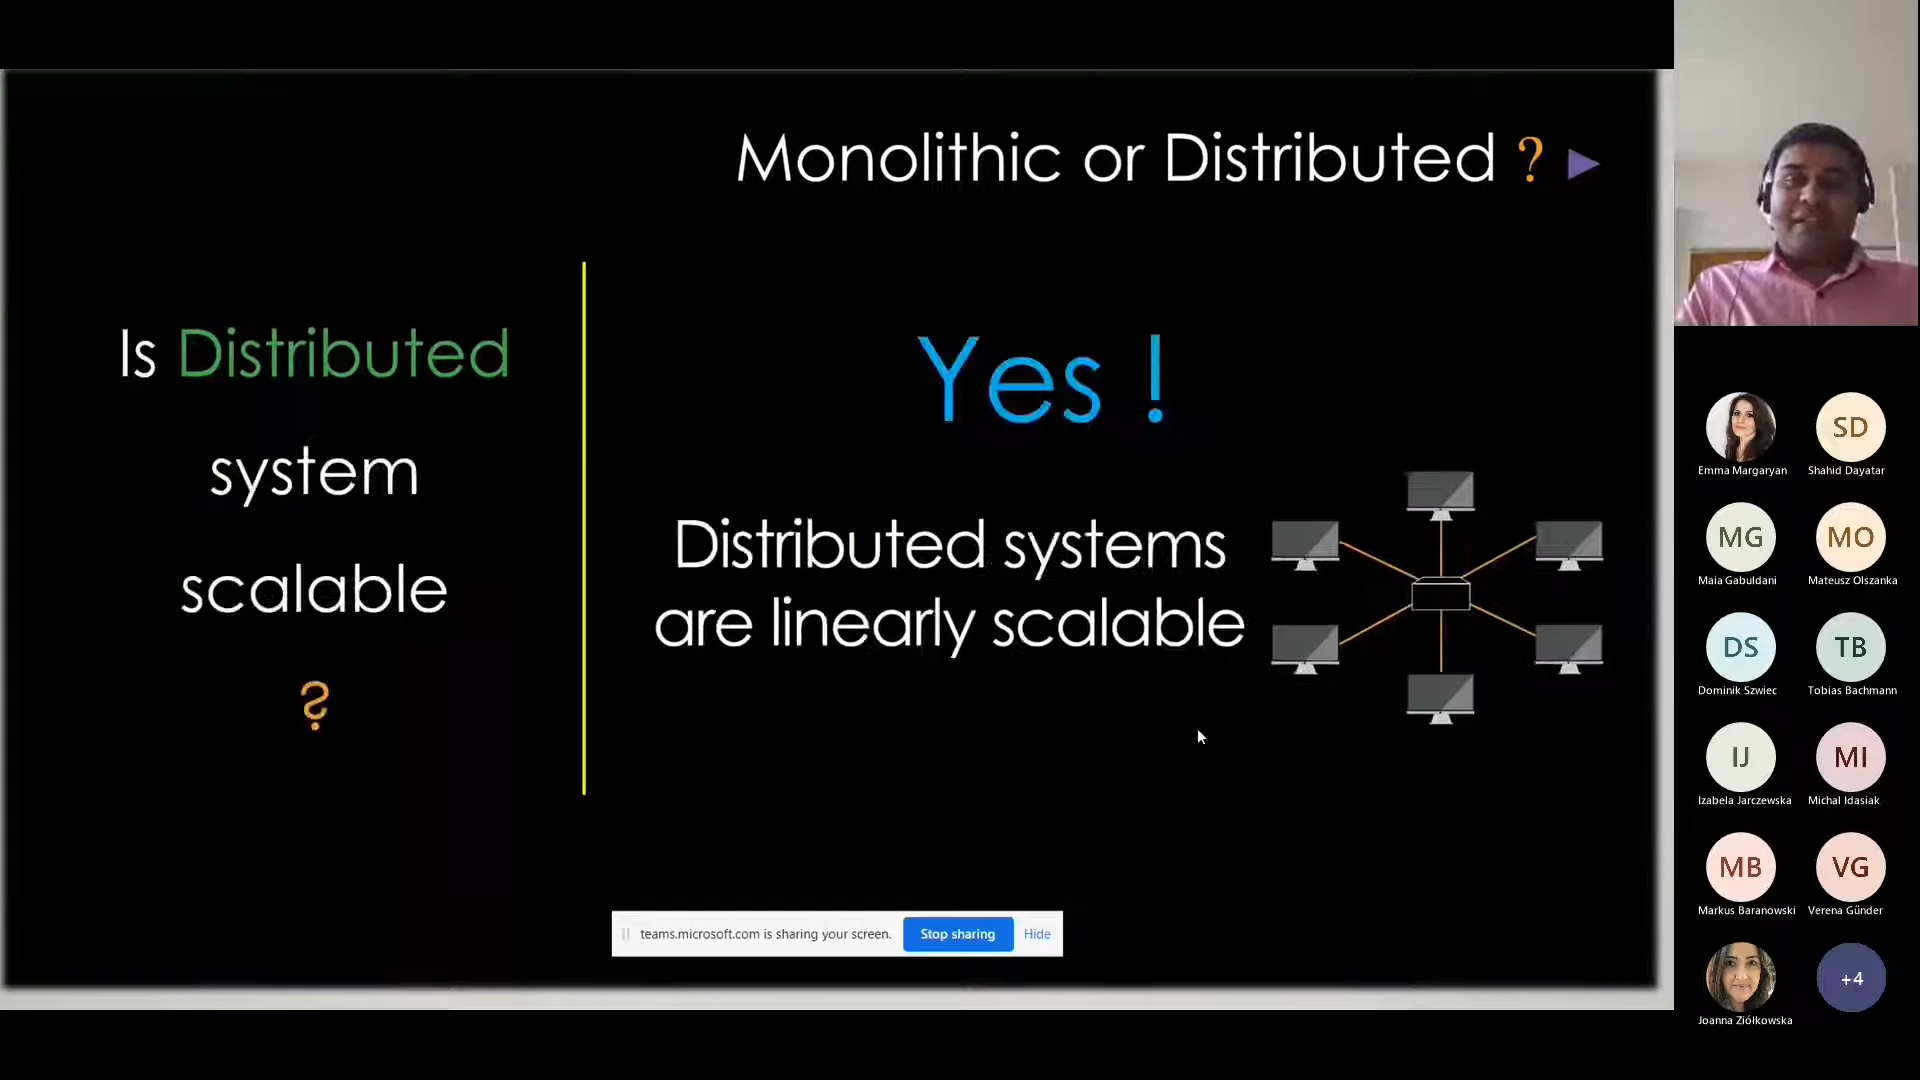 Monolithic or Distributed ?
Is Distributed
system
scalable
?
Yes !
Distributed systems
are linearly scalable
teams.microsoft.com is sharing your screen.
Stop sharing
Hide
Emma Margaryan
SD
Shahid Dayatar
MG
Maia Gabuldani
MO
Mateusz Olszanka
DS
Dominik Szwiec
TB
Tobias Bachmann
IJ
Izabela Jarczewska
MI
Michal Idasiak
MB
Markus Baranowski
VG
Verena Günder
Joanna Ziółkowska
+4